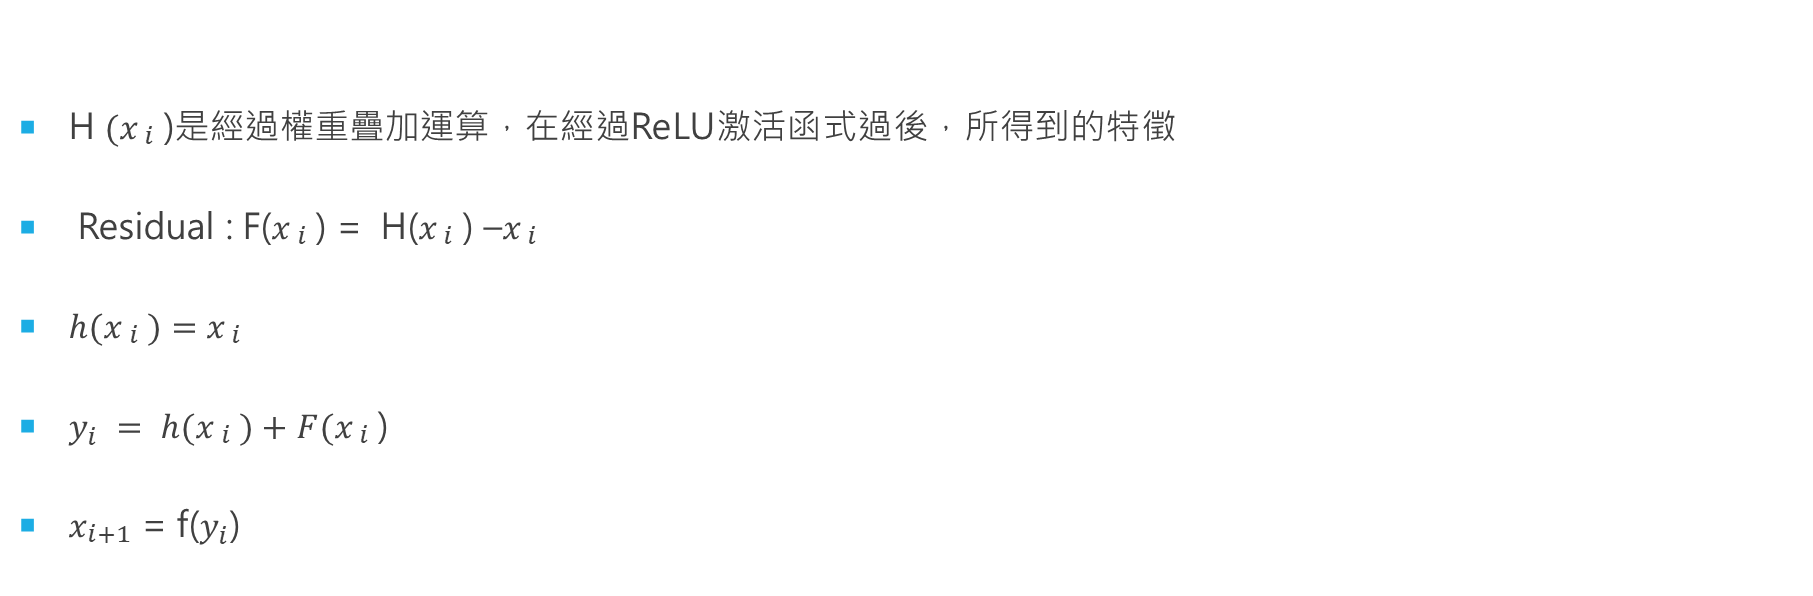 ▪ H (x i )是經過權重疊加運算，在經過ReLU激活函式過後，所得到的特徵
▪ Residual : F(x i ) = H(x i ) –x i
▪ h(x i ) = x i
▪ yi = h(x i ) + F(x i )
▪ xi+1 = f(yi)